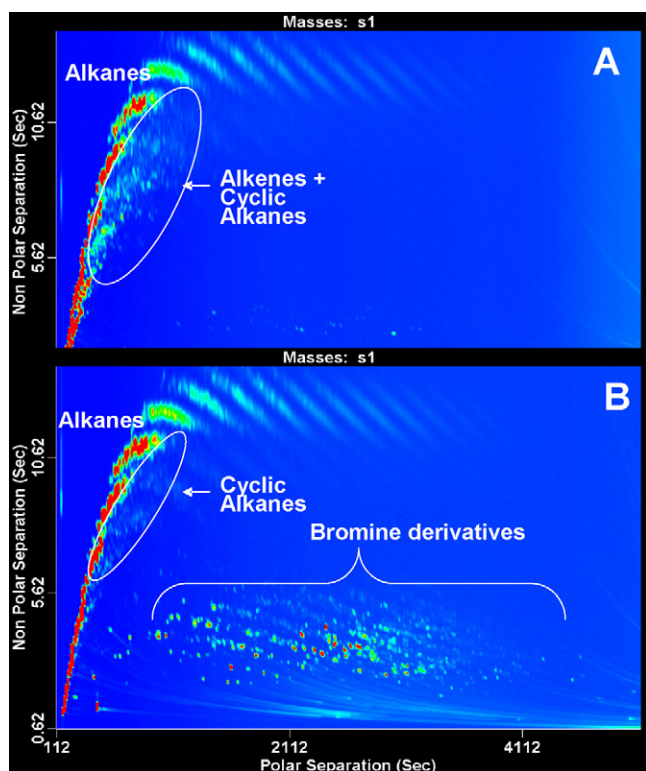 Masses: s1
A
Alkanes
Non Polar Separation (Sec)
10.62
5.62
Alkenes +
Cyclic
Alkanes
Masses: s1
B
Alkanes
Non Polar Separation (Sec)
10.62
5.62
0.62
Cyclic
Alkanes
Bromine derivatives
112
2112
4112
Polar Separation (Sec)